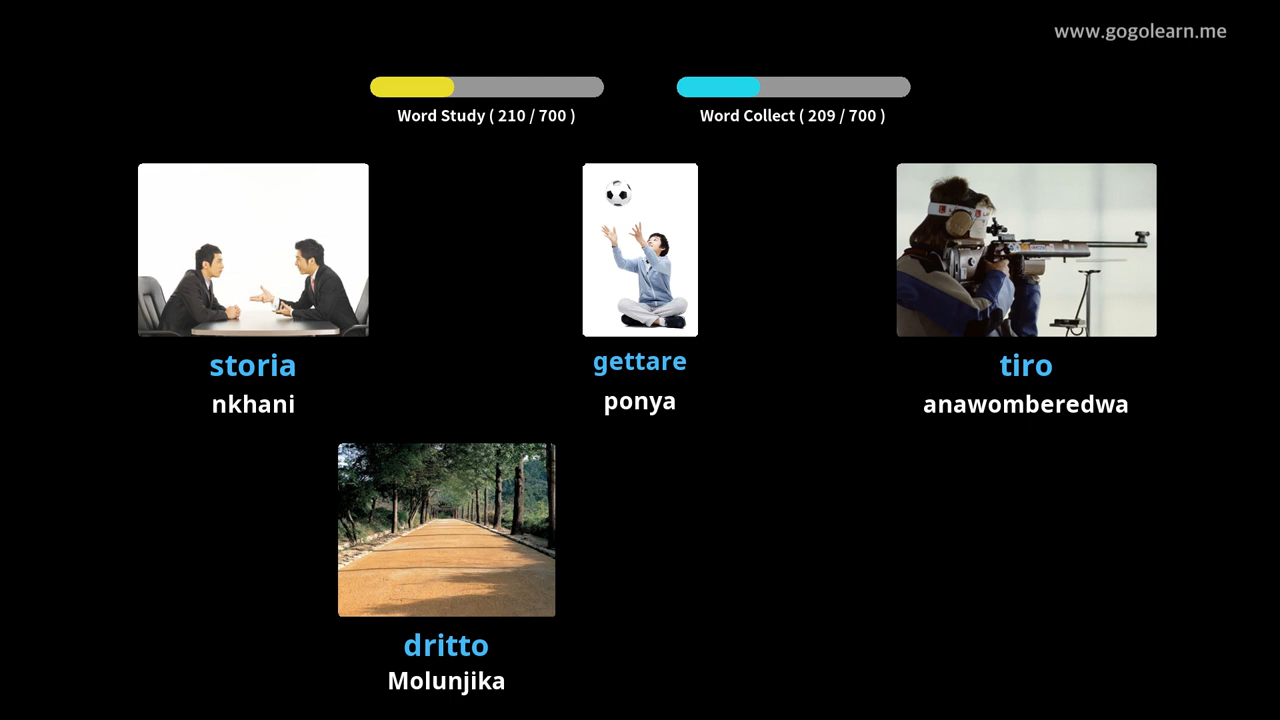 www.gogolearn.me
Word Study ( 210 / 700 )
Word Collect ( 209 / 700 )
storia
nkhani
gettare
ponya
tiro
anawomberedwa
dritto
Molunjika